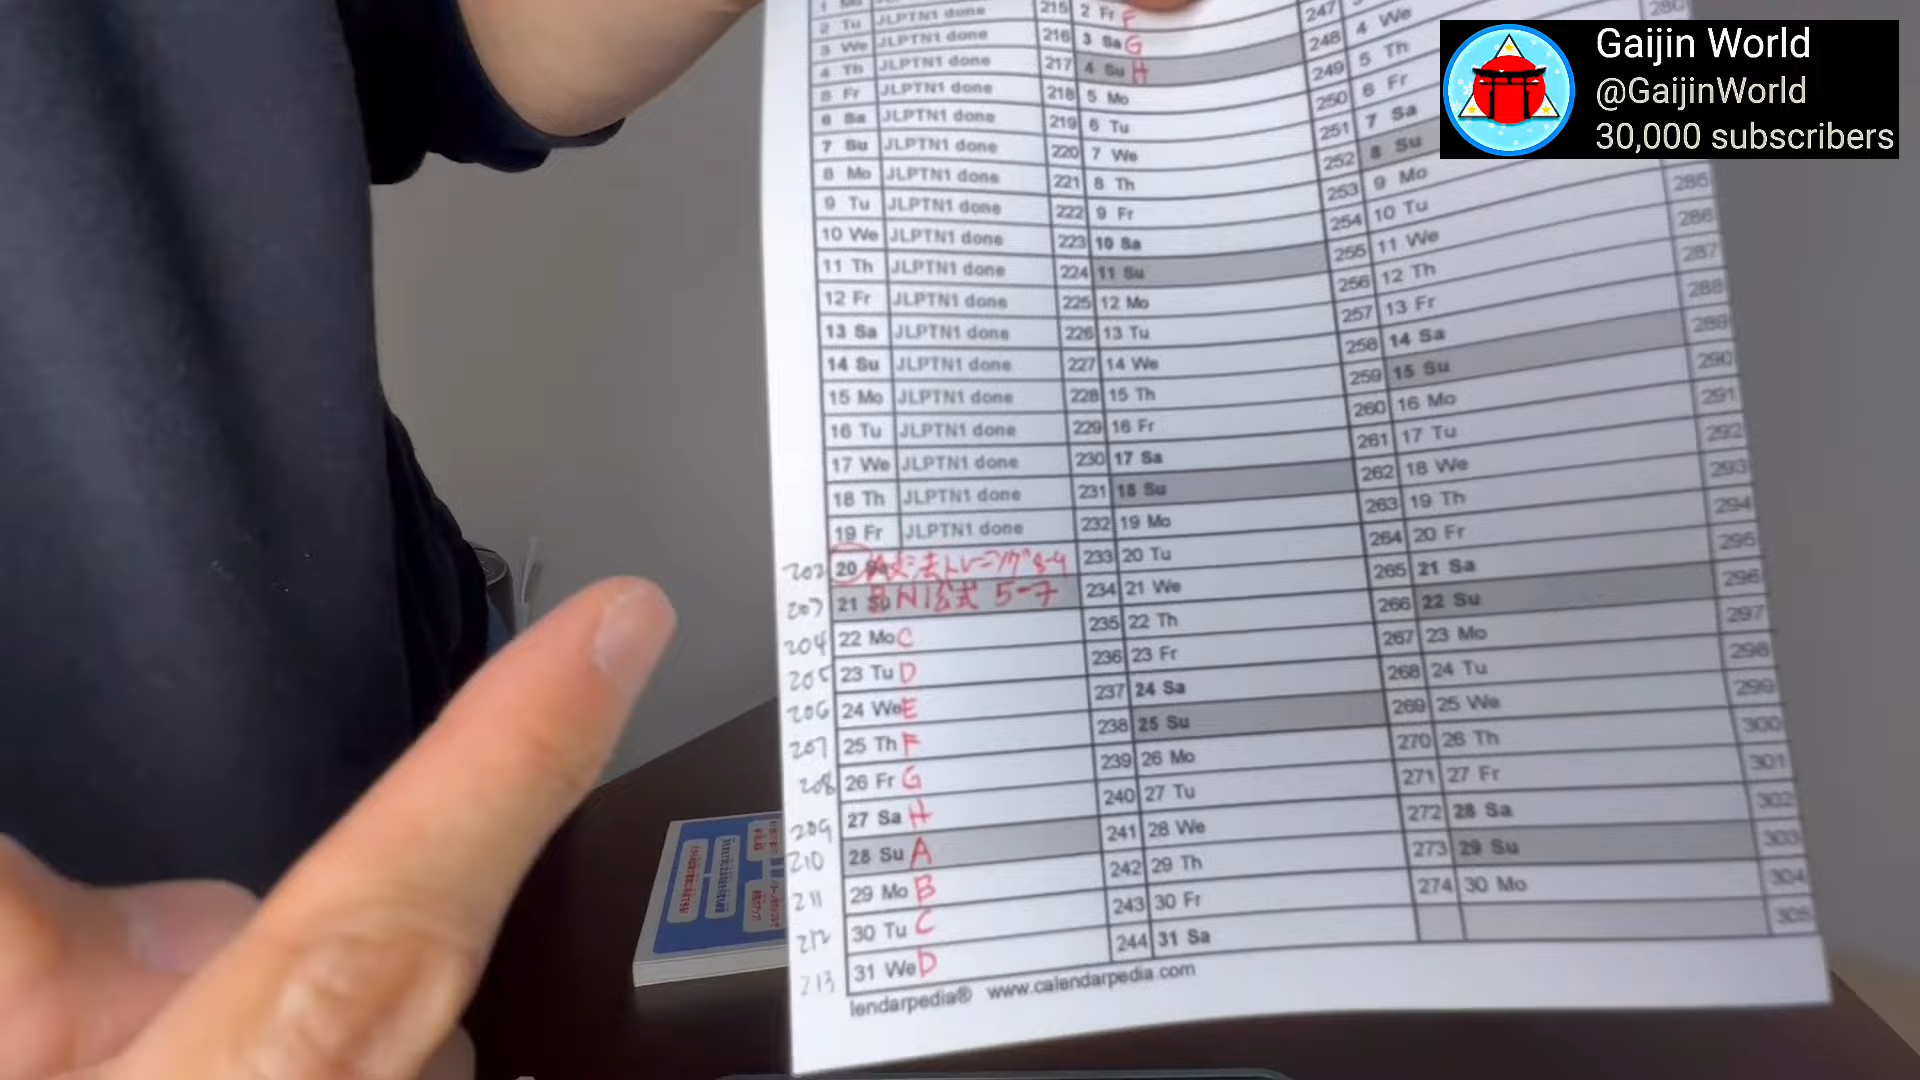 Gaijin World
@GaijinWorld
30,000 subscribers
2 Tu JLPTN1 done
3 We JLPTN1 done
4 Th JLPTN1 done
5 Fr JLPTN1 done
6 Sa JLPTN1 done
7 Su JLPTN1 done
8 Mo JLPTN1 done
9 Tu JLPTN1 done
10 We JLPTN1 done
11 Th JLPTN1 done
12 Fr JLPTN1 done
13 Sa JLPTN1 done
14 Su JLPTN1 done
15 Mo JLPTN1 done
16 Tu JLPTN1 done
17 We JLPTN1 done
18 Th JLPTN1 done
19 Fr JLPTN1 done
20
203 21 Su N1公式 5-7
204 22 Mo C
205 23 Tu D
206 24 We E
207 25 Th F
208 26 Fr G
209 27 Sa H
210 28 Su A
211 29 Mo B
212 30 Tu C
213 31 We D
215 2 Fr F
216 3 Sa G
217 4 Su H
218 5 Mo
219 6 Tu
220 7 We
221 8 Th
222 9 Fr
223 10 Sa
224 11 Su
225 12 Mo
226 13 Tu
227 14 We
228 15 Th
229 16 Fr
230 17 Sa
231 18 Su
232 19 Mo
233 20 Tu
234 21 We
235 22 Th
236 23 Fr
237 24 Sa
238 25 Su
239 26 Mo
240 27 Tu
241 28 We
242 29 Th
243 30 Fr
244 31 Sa
247
248 4 We
249 5 Th
250 6 Fr
251 7 Sa
252 8 Su
253 9 Mo
254 10 Tu
255 11 We
256 12 Th
257 13 Fr
258 14 Sa
259 15 Su
260 16 Mo
261 17 Tu
262 18 We
263 19 Th
264 20 Fr
265 21 Sa
266 22 Su
267 23 Mo
268 24 Tu
269 25 We
270 26 Th
271 27 Fr
272 28 Sa
273 29 Su
274 30 Mo
285
286
287
288
289
290
291
292
293
294
295
296
297
298
299
300
301
302
303
304
305
lendarpedia® www.calendarpedia.com